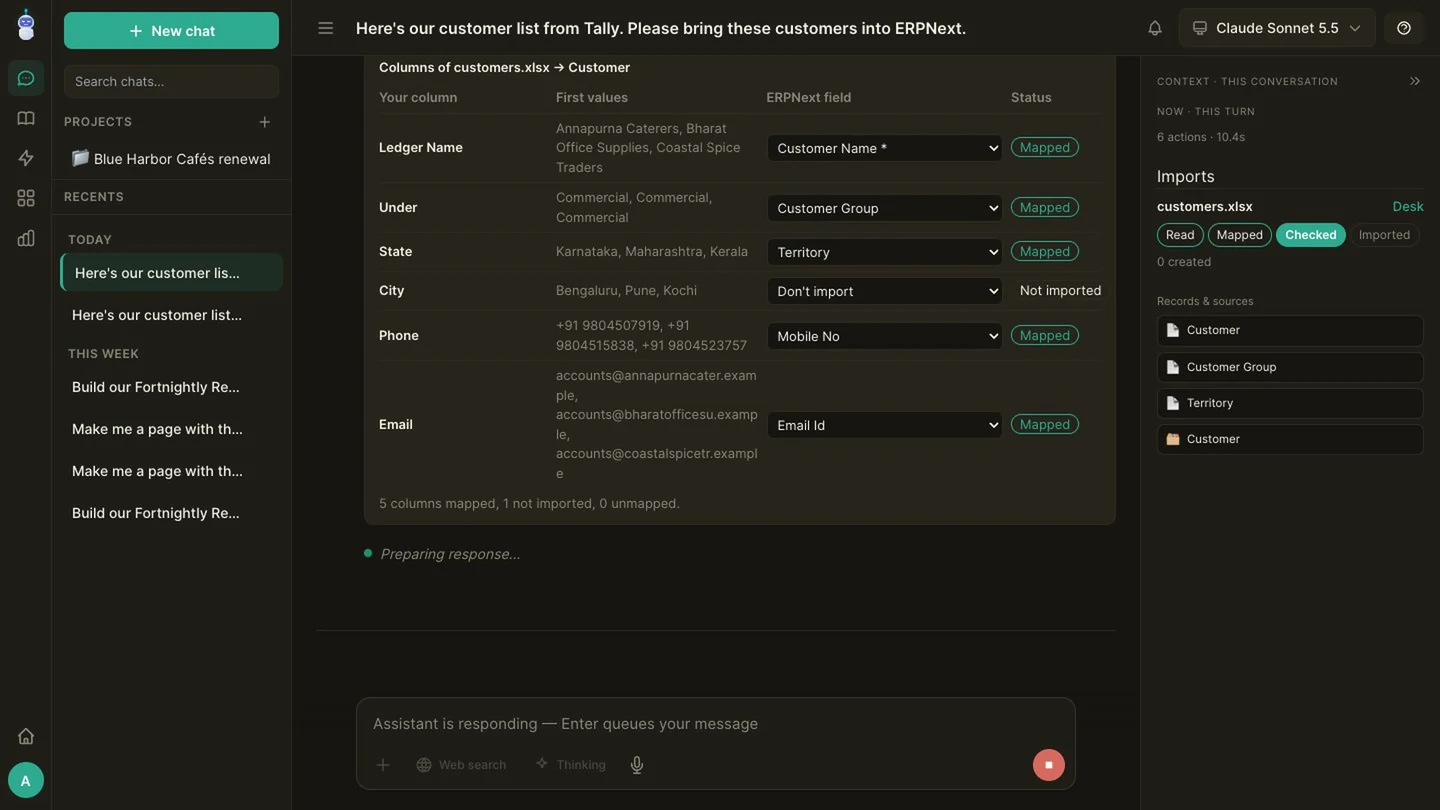 New chat
Search chats...
PROJECTS
Blue Harbor Cafés renewal
RECENTS
TODAY
Here's our customer lis...
Here's our customer list...
THIS WEEK
Build our Fortnightly Re...
Make me a page with th...
Make me a page with th...
Build our Fortnightly Re...
A
Here's our customer list from Tally. Please bring these customers into ERPNext.
Claude Sonnet 5.5
Columns of customers.xlsx → Customer
Your column First values ERPNext field Status
Ledger Name
Annapurna Caterers, Bharat
Office Supplies, Coastal Spice
Traders
Customer Name *
Mapped
Under
Commercial, Commercial,
Commercial
Customer Group
Mapped
State
Karnataka, Maharashtra, Kerala
Territory
Mapped
City
Bengaluru, Pune, Kochi
Don't import
Not imported
Phone
+91 9804507919, +91
9804515838, +91 9804523757
Mobile No
Mapped
Email
accounts@annapurnacater.exam
ple,
accounts@bharatofficesu.exampl
le,
accounts@coastalspicetr.exampl
e
Email Id
Mapped
5 columns mapped, 1 not imported, 0 unmapped.
Preparing response...
Assistant is responding — Enter queues your message
Web search
Thinking
CONTEXT · THIS CONVERSATION
NOW · THIS TURN
6 actions · 10.4s
Imports
customers.xlsx Desk
Read Mapped Checked Imported
0 created
Records & sources
Customer
Customer Group
Territory
Customer